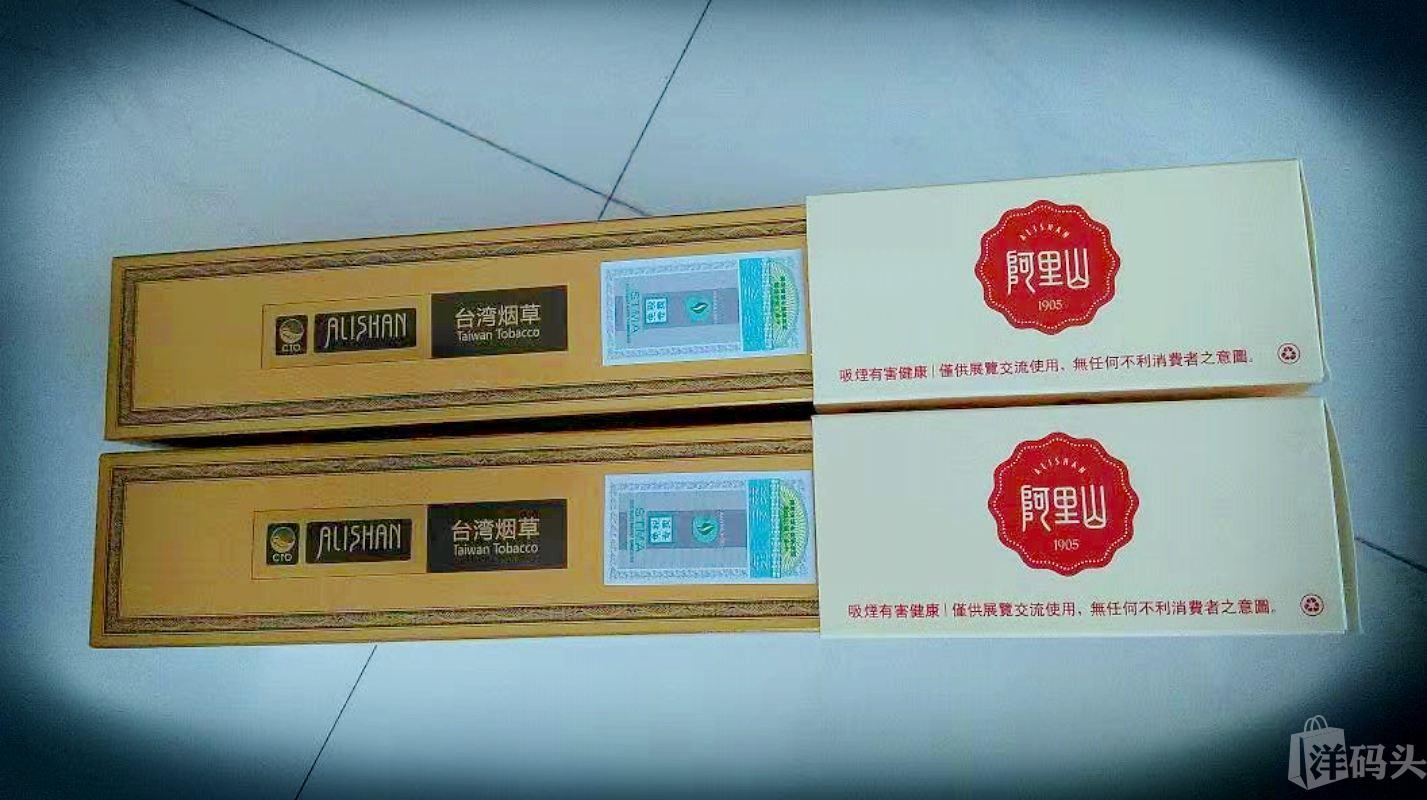 CTO
ALISHAN
台湾烟草
Taiwan Tobacco
STMA
ALISHAN
阿里山
1905
吸煙有害健康|僅供展覽交流使用，無任何不利消費者之意圖。
CTO
ALISHAN
台湾烟草
Taiwan Tobacco
STMA
ALISHAN
阿里山
1905
吸煙有害健康|僅供展覽交流使用，無任何不利消費者之意圖。
洋码头